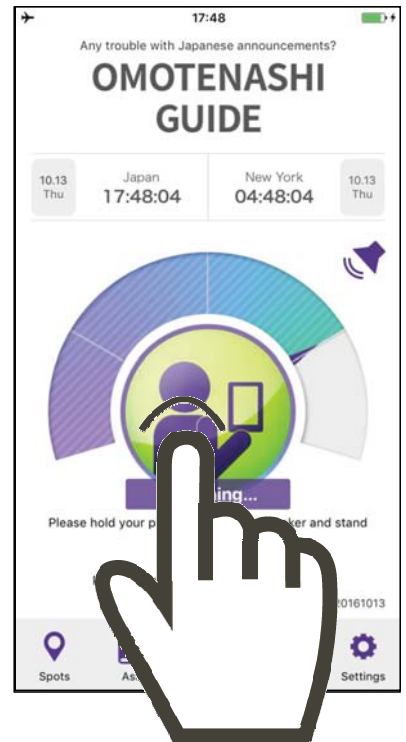 17:48
Any trouble with Japanese announcements?
OMOTENASHI
GUIDE
10.13
Thu
Japan
17:48:04
New York
04:48:04
10.13
Thu
Please hold your and stand
20161013
Spots
Settings